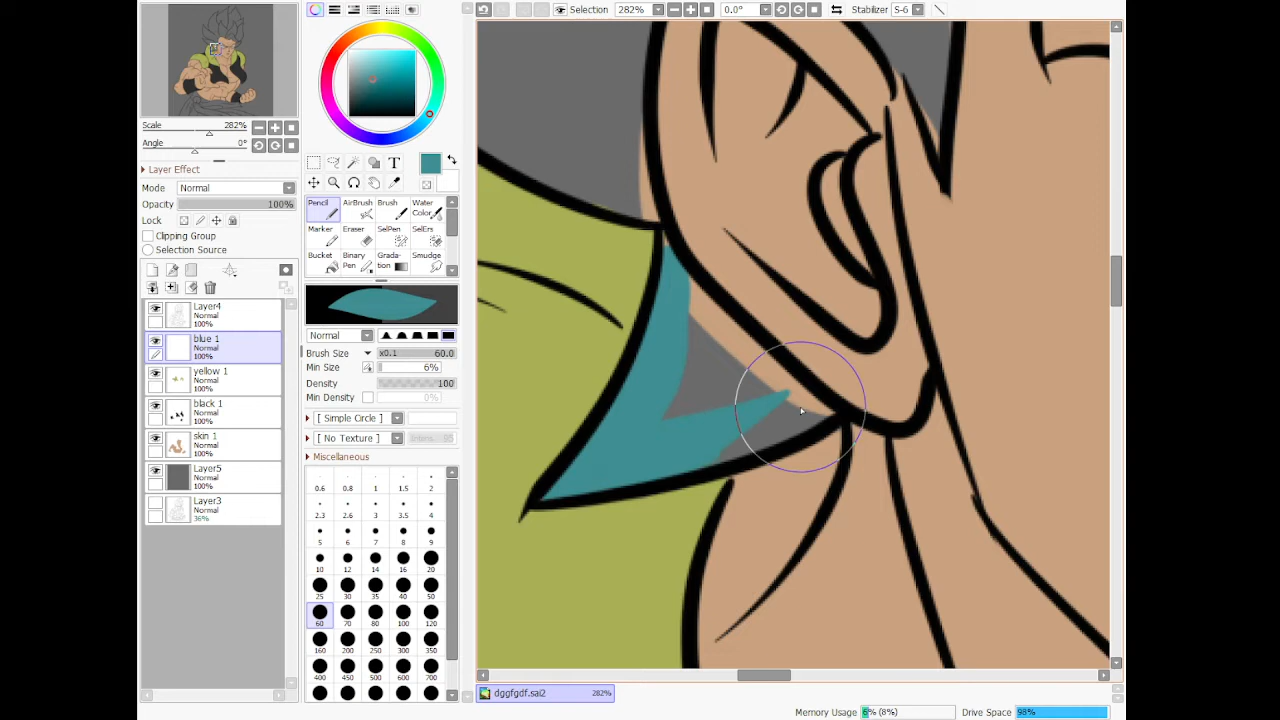 Selection 282% 0.0° Stabilizer S-6
Scale 282%
Angle 0°
Layer Effect
Mode Normal
Opacity 100%
Lock
Clipping Group
Selection Source
Layer4
Normal
100%
blue 1
Normal
100%
yellow 1
Normal
100%
black 1
Normal
100%
skin 1
Normal
100%
Layer5
Normal
100%
Layer3
Normal
36%
T
Pencil AirBrush Brush Water Color
Marker Eraser SelPen SelErs
Bucket Binary Pen Grada-tion Smudge
Normal
Brush Size x0.1 60.0
Min Size 6%
Density 100
Min Density 0%
[ Simple Circle ]
[ No Texture ]
Miscellaneous
0.6 0.8 1 1.5 2
2.3 2.6 3 3.5 4
5 6 7 8 9
10 12 14 16 20
25 30 35 40 50
60 70 80 100 120
160 200 250 300 350
400 450 500 600 700
dggfgdf.sai2 282%
Memory Usage 6% (8%) Drive Space 98%